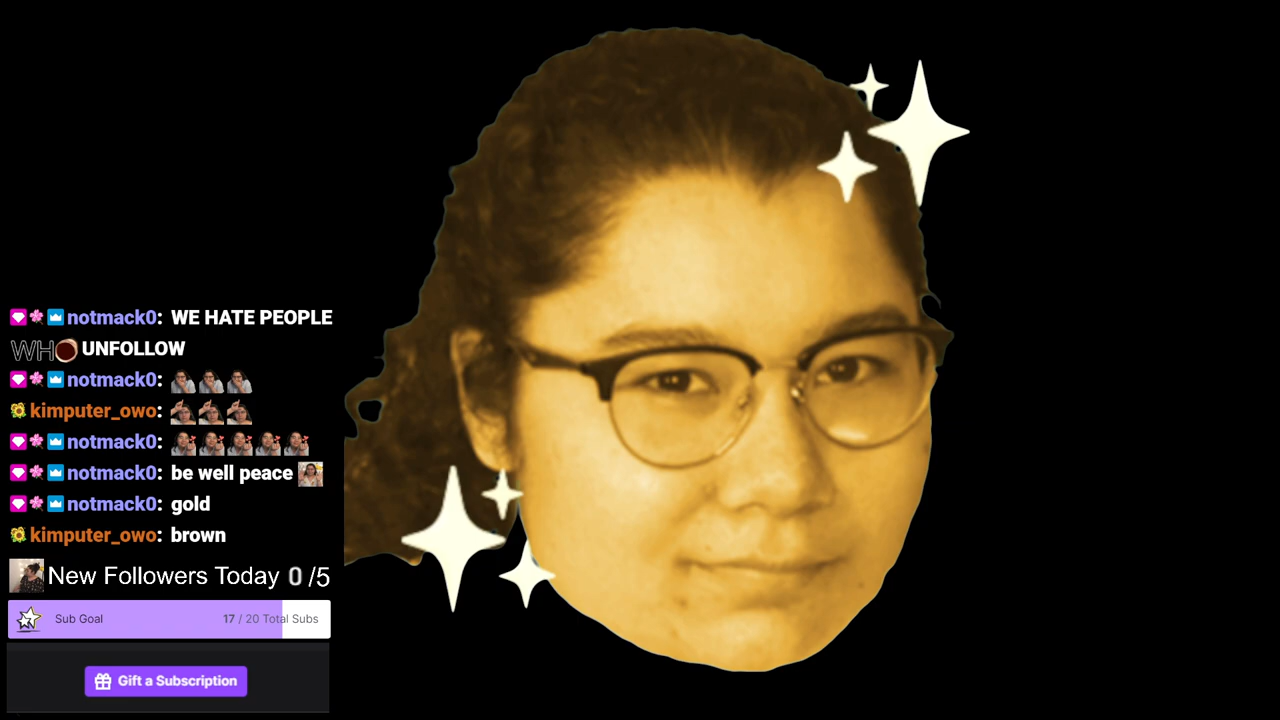 notmack0: WE HATE PEOPLE
WHO UNFOLLOW
notmack0:
kimputer_owo:
notmack0:
notmack0: be well peace
notmack0: gold
kimputer_owo: brown
New Followers Today 0 /5
Sub Goal 17 / 20 Total Subs
Gift a Subscription